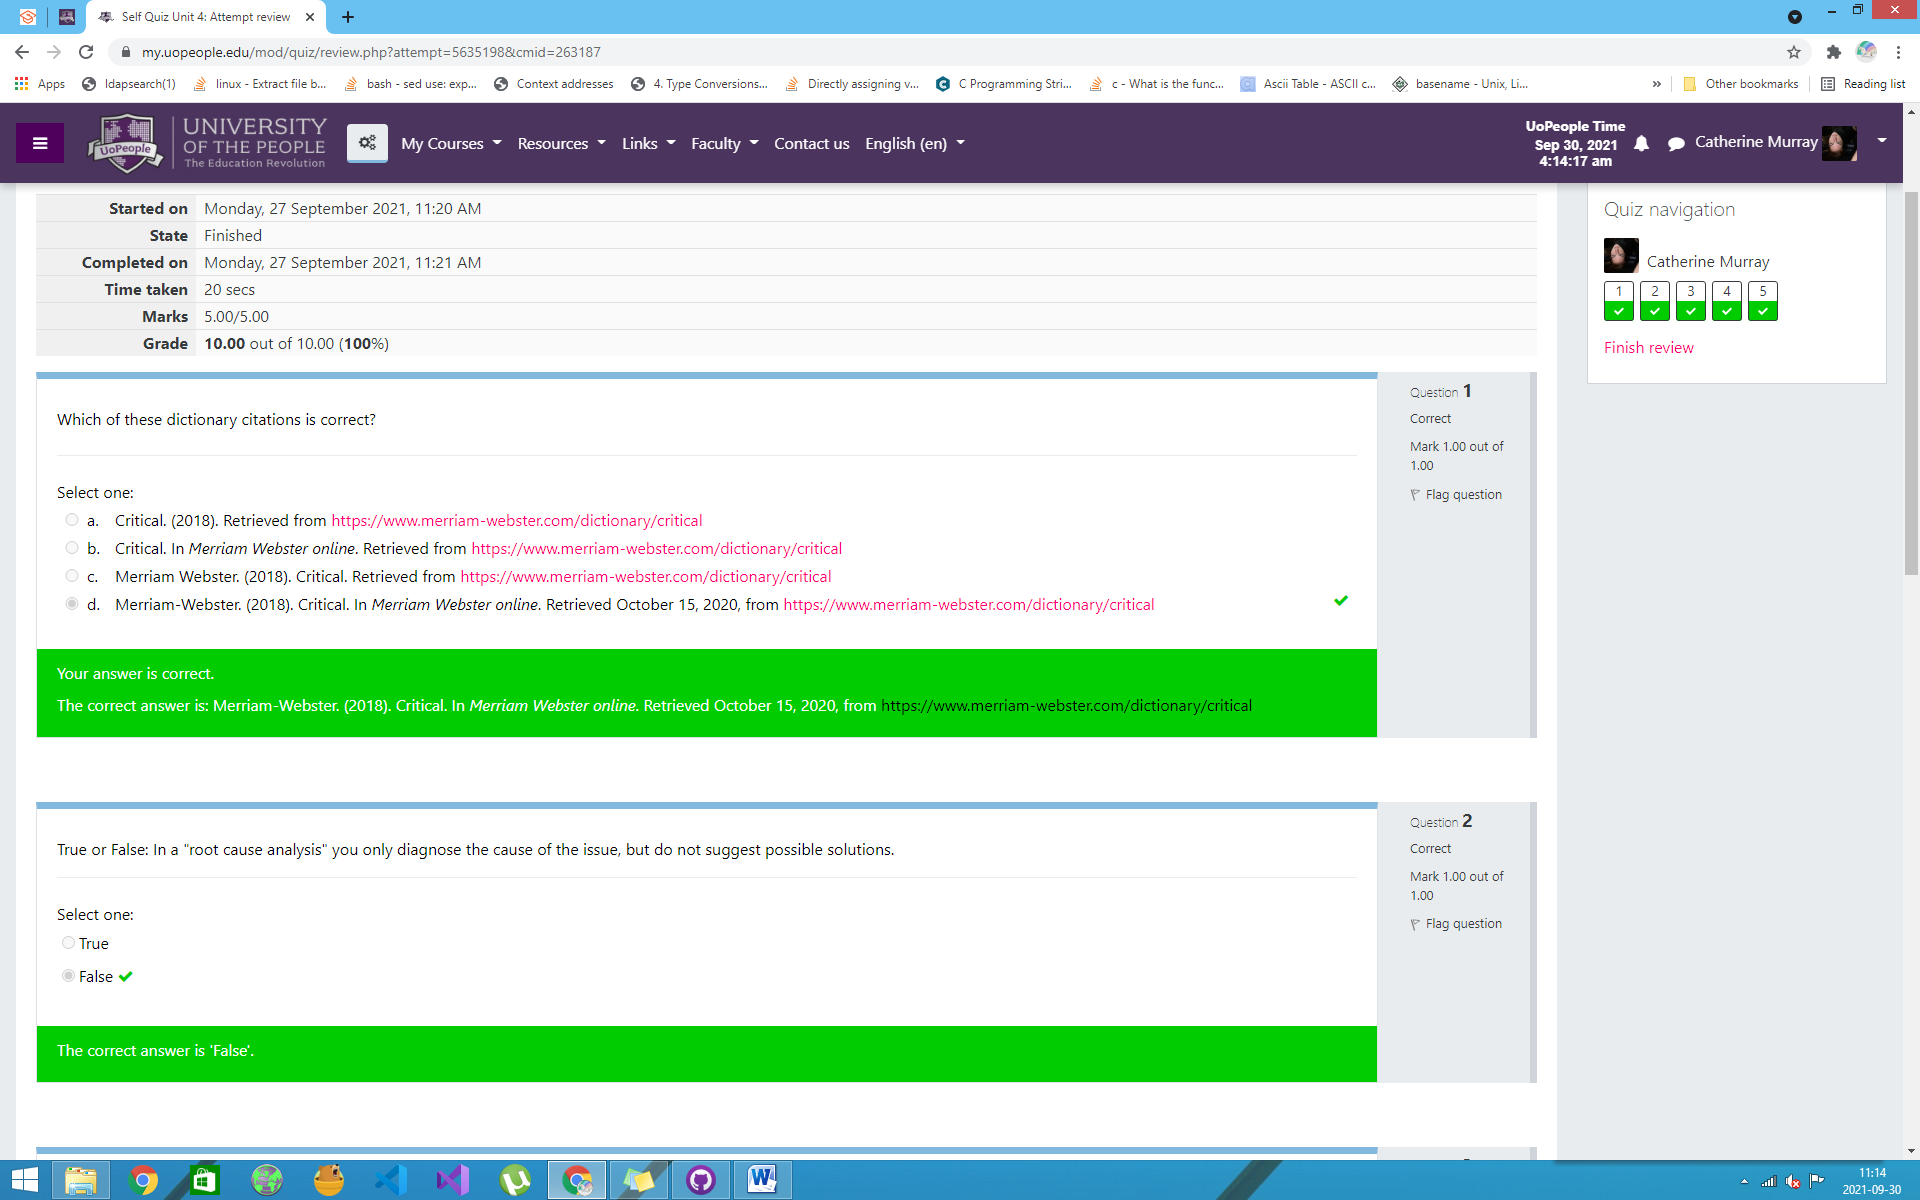 Self Quiz Unit 4: Attempt review
my.uopeople.edu/mod/quiz/review.php?attempt=5635198&cmid=263187
Apps ldapsearch(1) linux - Extract file b... bash - sed use: exp... Context addresses 4. Type Conversions... Directly assigning v... C Programming Stri... c - What is the func... Ascii Table - ASCII c... basename - Unix, Li... » Other bookmarks Reading list
UoPeople
UNIVERSITY
OF THE PEOPLE
The Education Revolution
My Courses Resources Links Faculty Contact us English (en)
UoPeople Time
Sep 30, 2021
4:14:17 am
Catherine Murray
Started on Monday, 27 September 2021, 11:20 AM
State Finished
Completed on Monday, 27 September 2021, 11:21 AM
Time taken 20 secs
Marks 5.00/5.00
Grade 10.00 out of 10.00 (100%)
Quiz navigation
Catherine Murray
1 2 3 4 5
Finish review
Question 1
Correct
Mark 1.00 out of
1.00
Flag question
Which of these dictionary citations is correct?
Select one:
a. Critical. (2018). Retrieved from https://www.merriam-webster.com/dictionary/critical
b. Critical. In Merriam Webster online. Retrieved from https://www.merriam-webster.com/dictionary/critical
c. Merriam Webster. (2018). Critical. Retrieved from https://www.merriam-webster.com/dictionary/critical
d. Merriam-Webster. (2018). Critical. In Merriam Webster online. Retrieved October 15, 2020, from https://www.merriam-webster.com/dictionary/critical
Your answer is correct.
The correct answer is: Merriam-Webster. (2018). Critical. In Merriam Webster online. Retrieved October 15, 2020, from https://www.merriam-webster.com/dictionary/critical
Question 2
Correct
Mark 1.00 out of
1.00
Flag question
True or False: In a "root cause analysis" you only diagnose the cause of the issue, but do not suggest possible solutions.
Select one:
True
False
The correct answer is 'False'.
11:14
2021-09-30